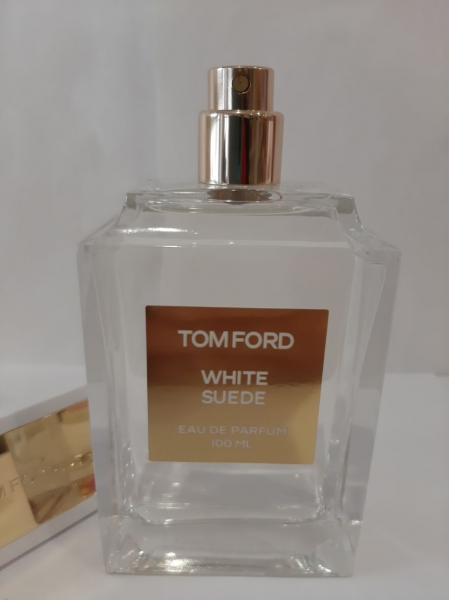 TOM FORD
WHITE
SUEDE
EAU DE PARFUM
100 ML